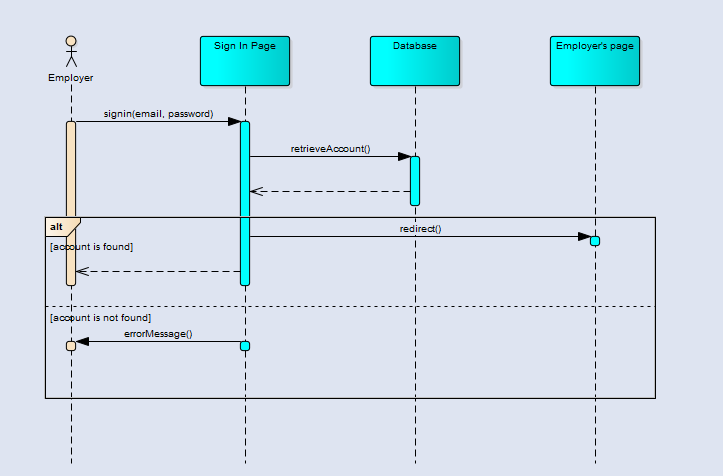 Employer
Sign In Page
Database
Employer's page
signin(email, password)
retrieveAccount()
alt
redirect()
[account is found]
[account is not found]
errorMessage()